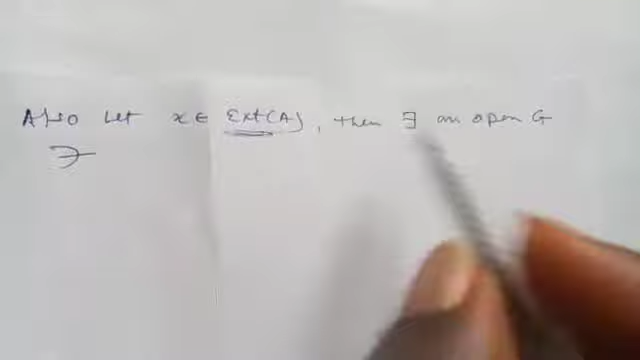 Also Let x ∈ Ext(A), then ∃ an open G
∋